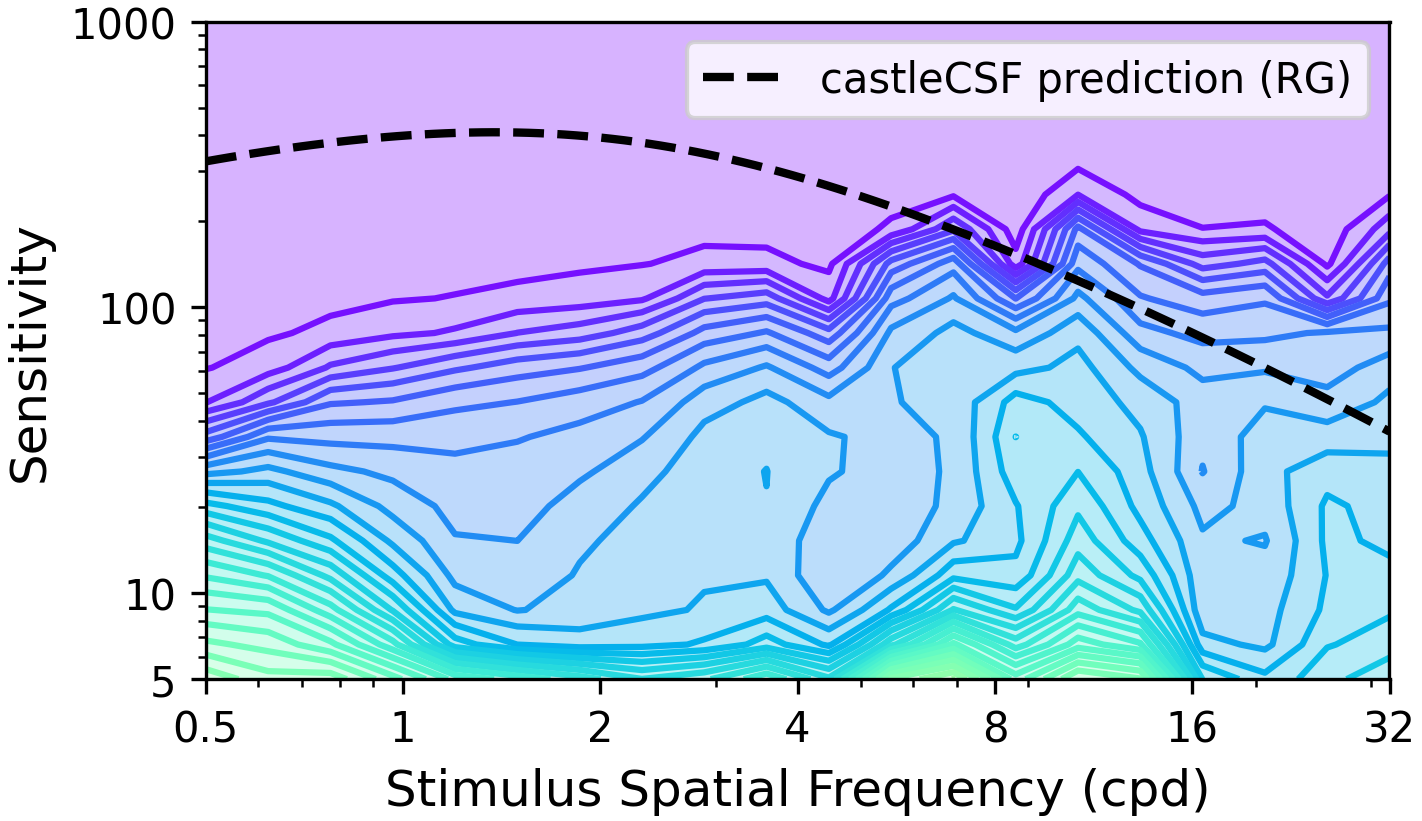 1000
100
10
5
Sensitivity
castleCSF prediction (RG)
0.5 1 2 4 8 16 32
Stimulus Spatial Frequency (cpd)